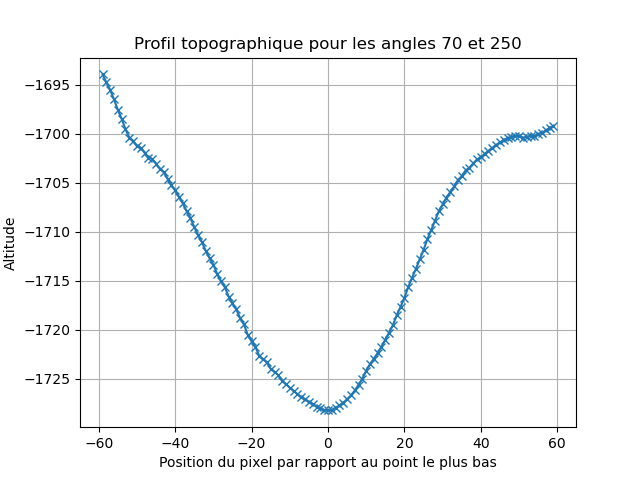 Profil topographique pour les angles 70 et 250
−1695
−1700
−1705
−1710
−1715
−1720
−1725
Altitude
−60 −40 −20 0 20 40 60
Position du pixel par rapport au point le plus bas